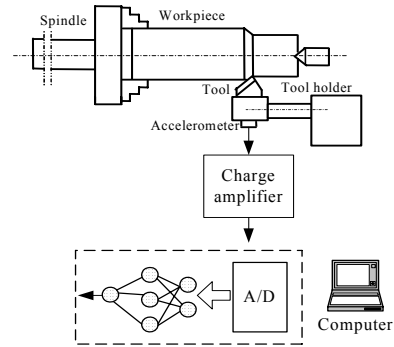 Spindle
Workpiece
Tool
Tool holder
Accelerometer
Charge
amplifier
A/D
Computer